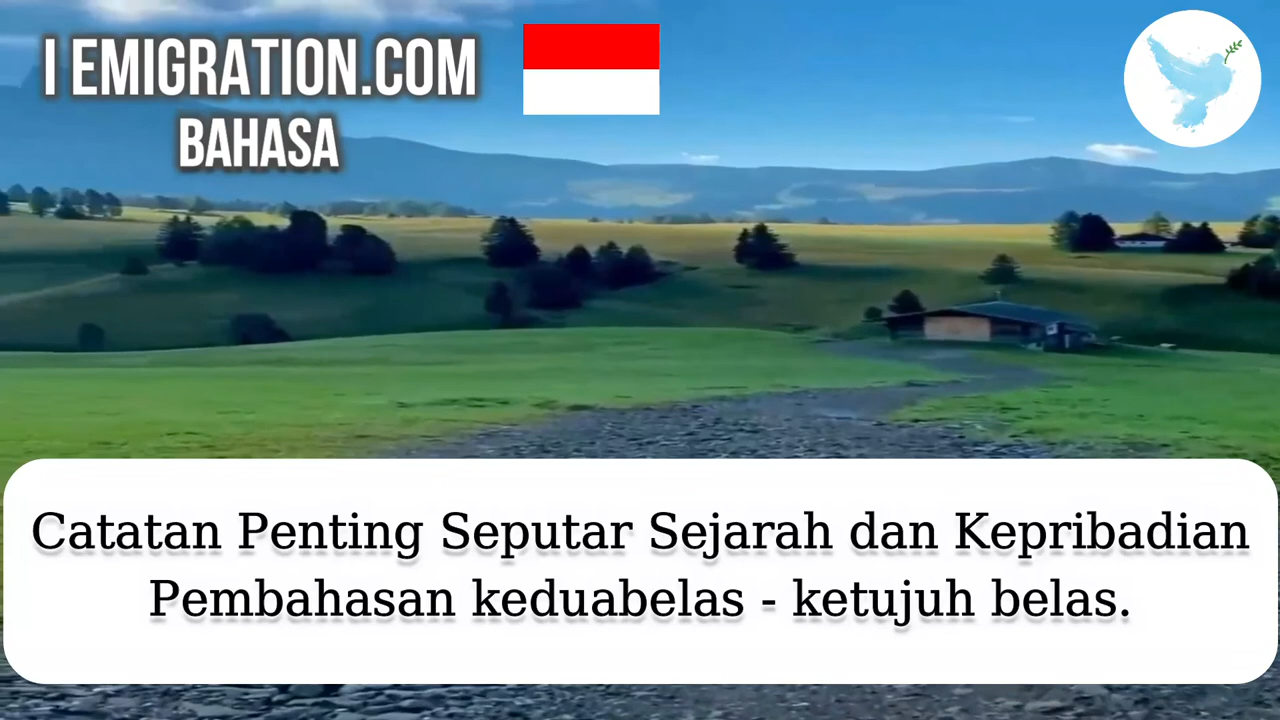 I EMIGRATION.COM
BAHASA
Catatan Penting Seputar Sejarah dan Kepribadian
Pembahasan keduabelas - ketujuh belas.